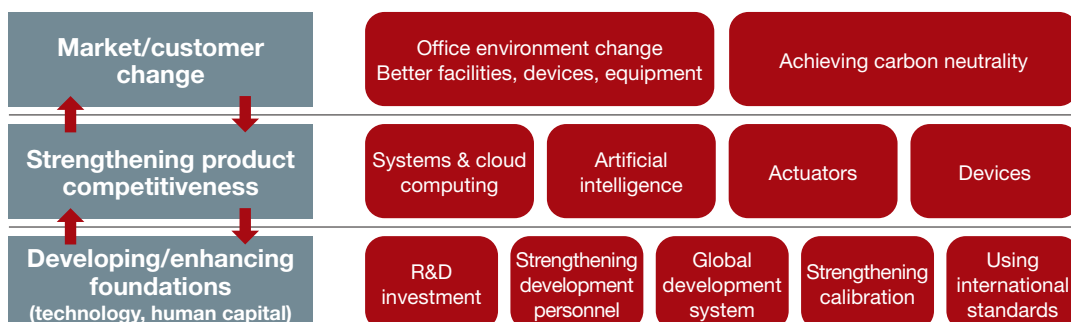 Market/customer
change
Office environment change
Better facilities, devices, equipment
Achieving carbon neutrality
Strengthening product
competitiveness
Systems & cloud
computing
Artificial
intelligence
Actuators
Devices
Developing/enhancing
foundations
(technology, human capital)
R&D
investment
Strengthening
development
personnel
Global
development
system
Strengthening
calibration
Using
international
standards